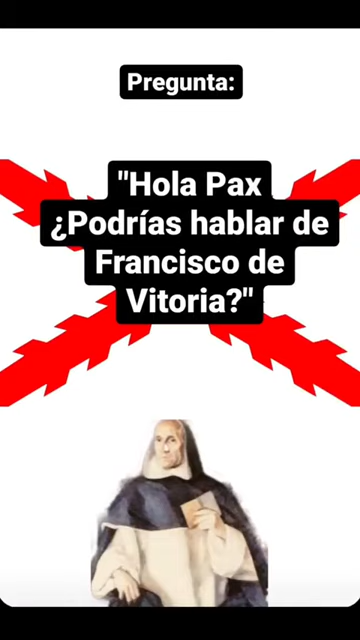 Pregunta:
"Hola Pax
¿Podrías hablar de
Francisco de
Vitoria?"